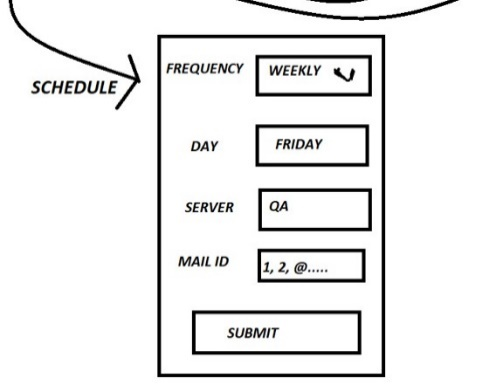 SCHEDULE
FREQUENCY WEEKLY
DAY FRIDAY
SERVER QA
MAIL ID 1, 2, @.....
SUBMIT